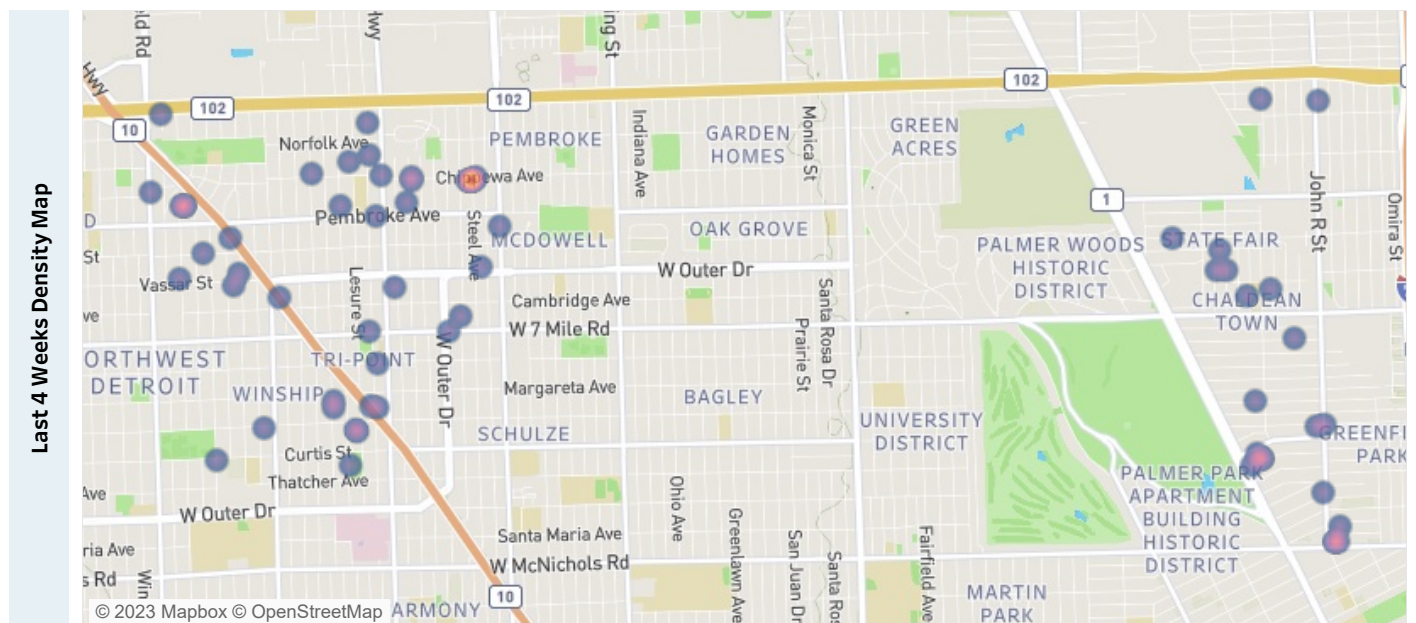 Last 4 Weeks Density Map
ld Rd
Hwy
Hwy
ng St
102
102
102
10
Norfolk Ave
PEMBROKE
Indiana Ave
GARDEN
HOMES
Monica St
GREEN
ACRES
Pembroke Ave
Steel Ave
MCDOWELL
OAK GROVE
1
John R St
Omira St
D
St
Vassar St
W Outer Dr
PALMER WOODS
HISTORIC
DISTRICT
STATE FAIR
CHALDEAN
TOWN
ve
Lesure St
Cambridge Ave
W 7 Mile Rd
Santa Rosa Dr
Prairie St
ORTHWEST
DETROIT
TRI-POINT
WINSHIP
W Outer Dr
Margareta Ave
BAGLEY
SCHULZE
UNIVERSITY
DISTRICT
Curtis St
Thatcher Ave
GREENFI
PARK
PALMER PARK
APARTMENT
BUILDING
HISTORIC
DISTRICT
Ave
W Outer Dr
Ohio Ave
Greenlawn Ave
San Juan Dr
Santa Ros
Fairfield Ave
Santa Maria Ave
W McNichols Rd
ria Ave
s Rd
Win
10
MARTIN
PARK
ARMONY
© 2023 Mapbox © OpenStreetMap